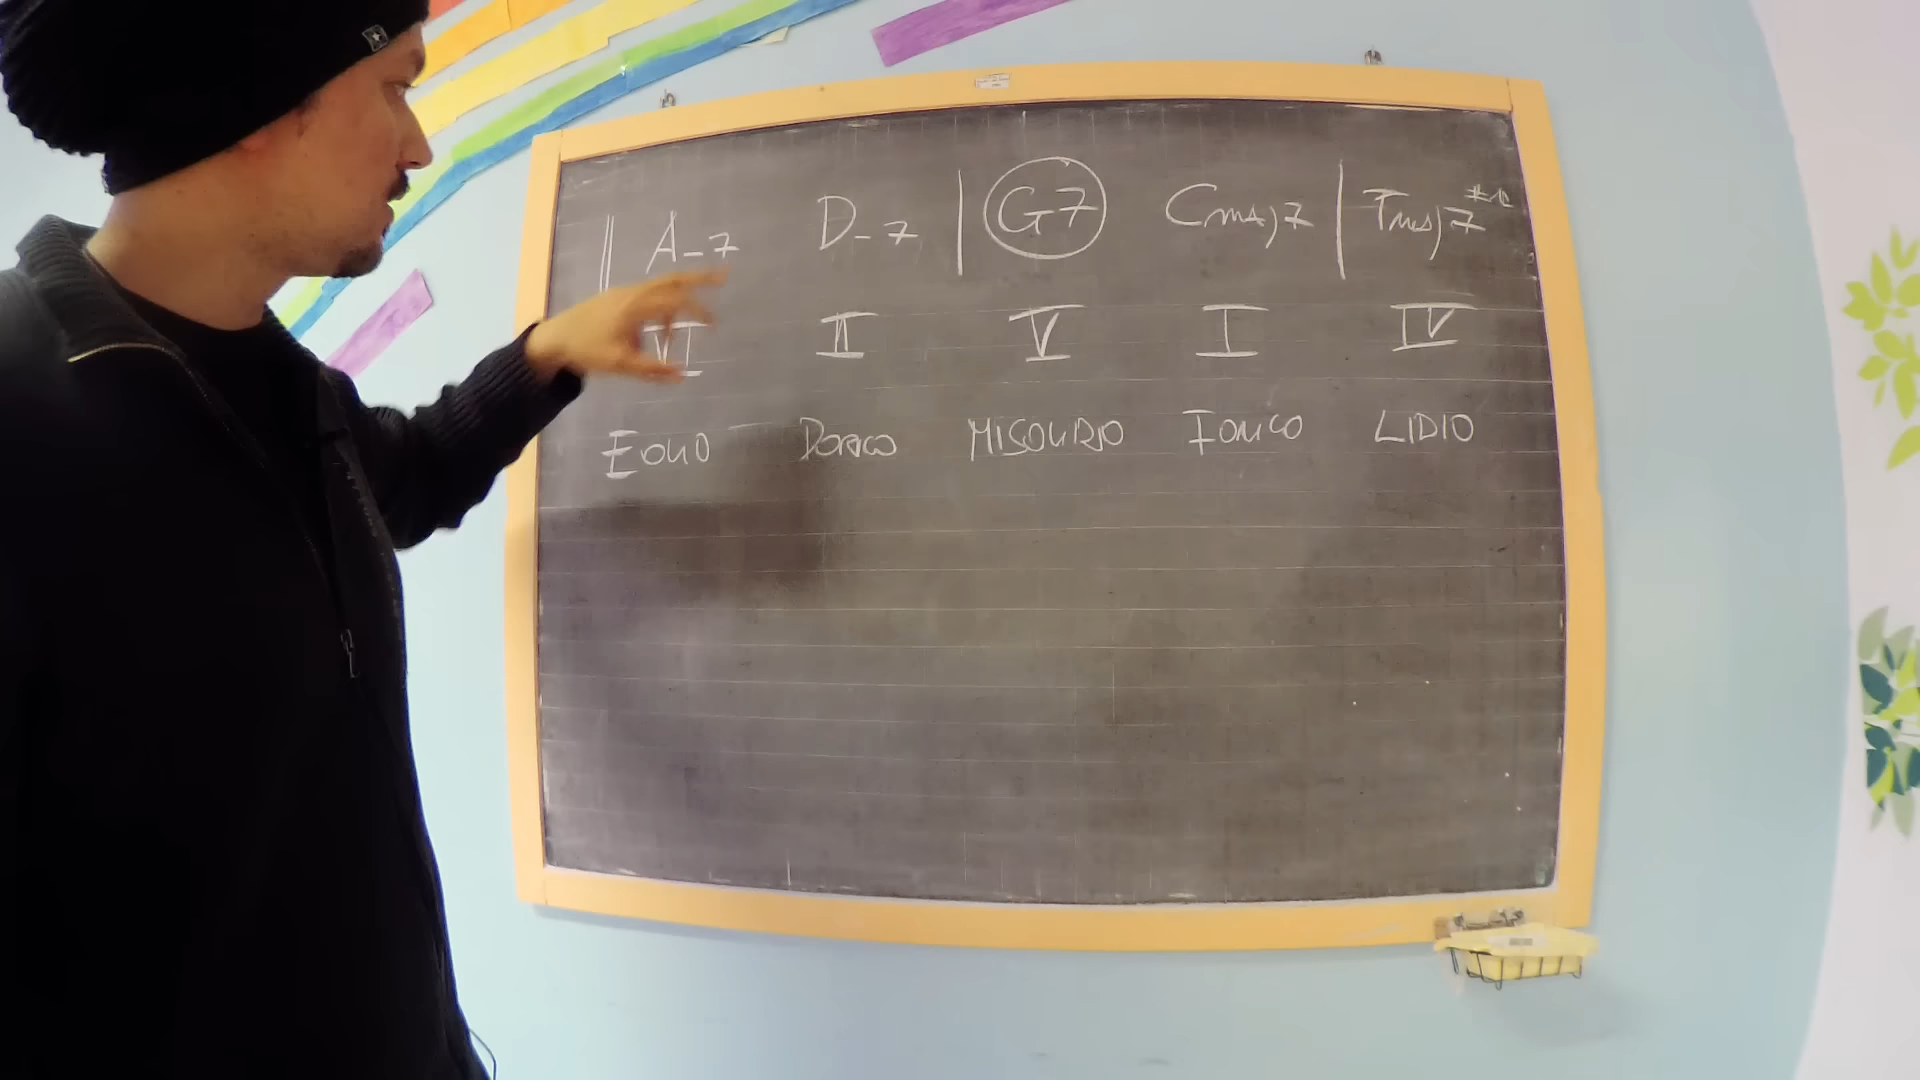 A-7 D-7 G7 Cmaj7 Fmaj7 #11
VI II V I IV
EOLIO DORICO MISOLIDIO IONICO LIDIO